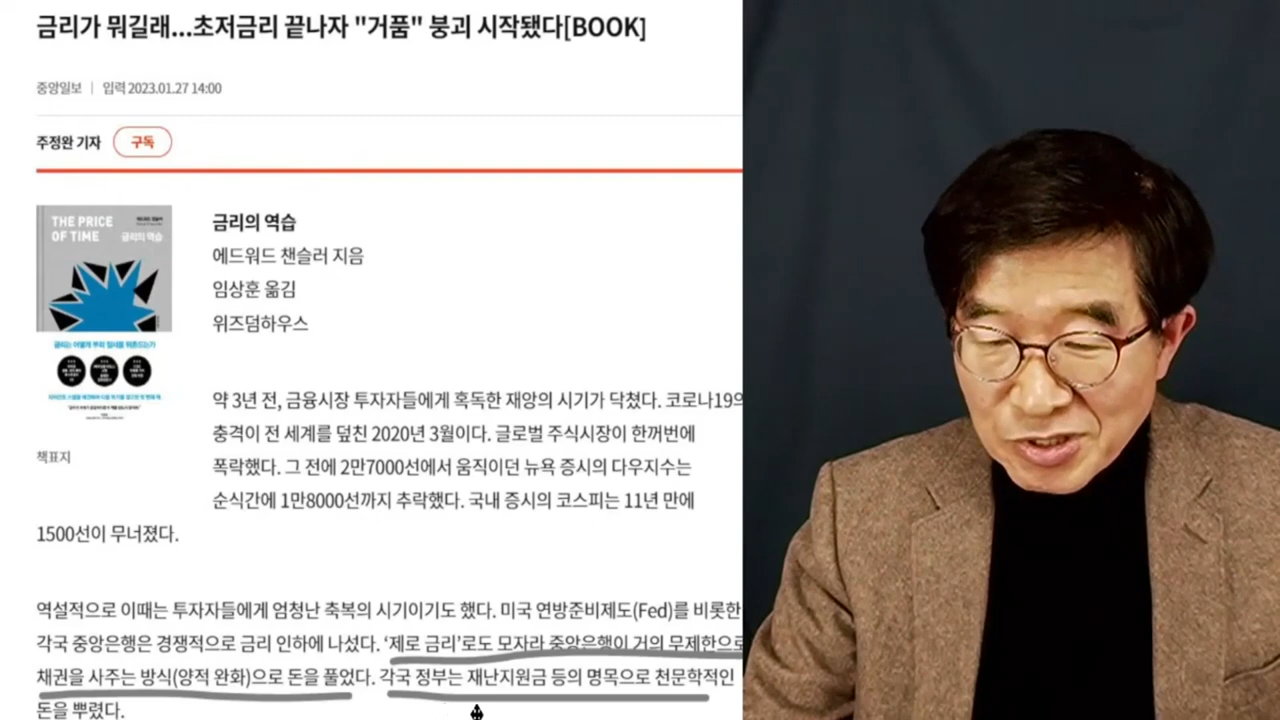 금리가 뭐길래...초저금리 끝나자 "거품" 붕괴 시작됐다[BOOK]
중앙일보 | 입력 2023.01.27 14:00
주정완 기자 구독
THE PRICE
OF TIME
금리의 역습
금리의 역습
에드워드 챈슬러 지음
임상훈 옮김
위즈덤하우스
금리는 어떻게 부의 질서를 뒤흔드는가
책표지
약 3년 전, 금융시장 투자자들에게 혹독한 재앙의 시기가 닥쳤다. 코로나19의
충격이 전 세계를 덮친 2020년 3월이다. 글로벌 주식시장이 한꺼번에
폭락했다. 그 전에 2만7000선에서 움직이던 뉴욕 증시의 다우지수는
순식간에 1만8000선까지 추락했다. 국내 증시의 코스피는 11년 만에
1500선이 무너졌다.
역설적으로 이때는 투자자들에게 엄청난 축복의 시기이기도 했다. 미국 연방준비제도(Fed)를 비롯한
각국 중앙은행은 경쟁적으로 금리 인하에 나섰다. ‘제로 금리’로도 모자라 중앙은행이 거의 무제한으로
채권을 사주는 방식(양적 완화)으로 돈을 풀었다. 각국 정부는 재난지원금 등의 명목으로 천문학적인
돈을 뿌렸다.